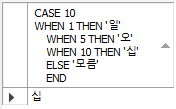 CASE 10
WHEN 1 THEN '일'
WHEN 5 THEN '오'
WHEN 10 THEN '십'
ELSE '모름'
END
십